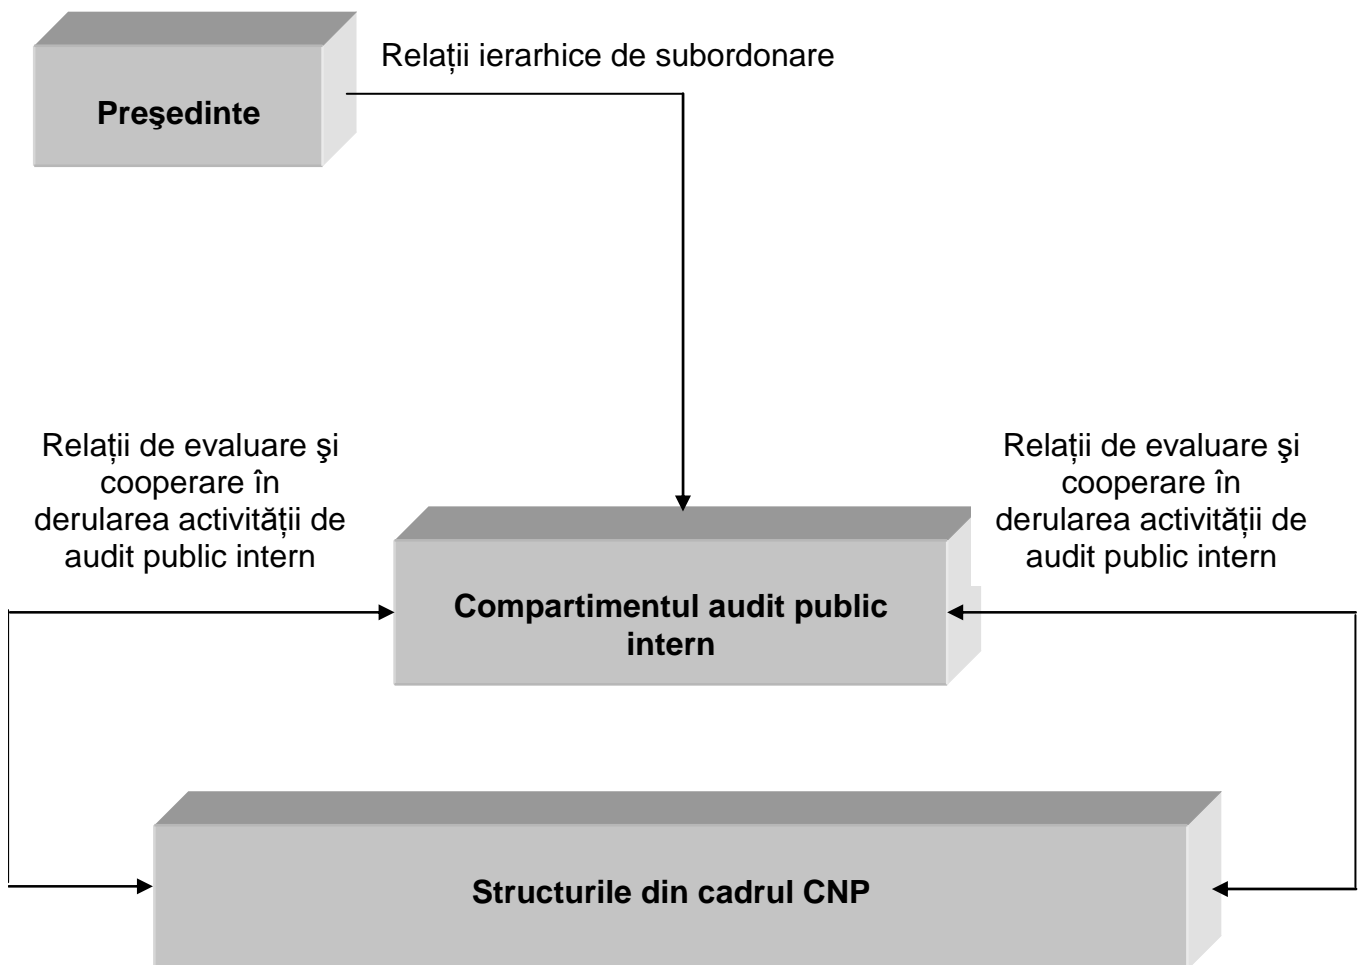 Relații ierarhice de subordonare
Preşedinte
Relații de evaluare şi
cooperare în
derularea activității de
audit public intern
Relații de evaluare şi
cooperare în
derularea activității de
audit public intern
Compartimentul audit public
intern
Structurile din cadrul CNP